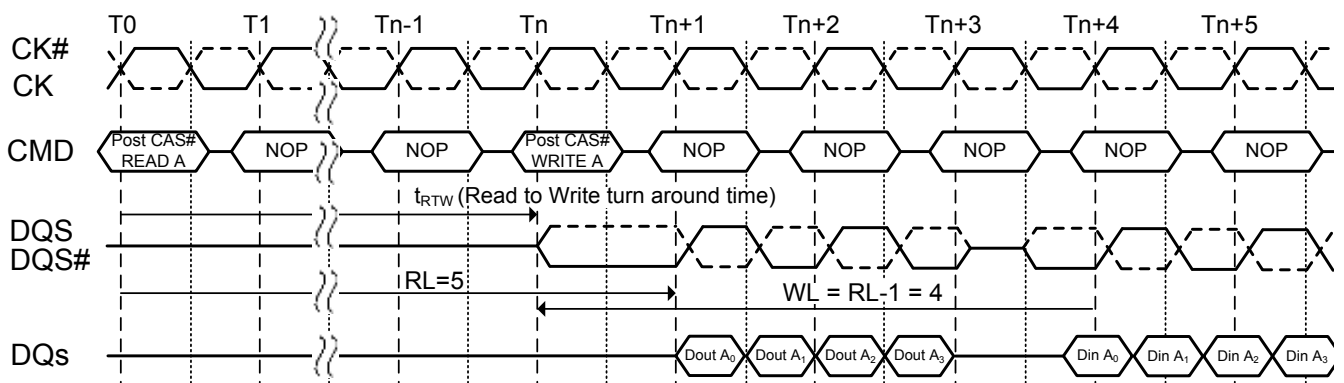 T0 T1 Tn-1 Tn Tn+1 Tn+2 Tn+3 Tn+4 Tn+5
CK#
CK
CMD Post CAS# READ A NOP NOP Post CAS# WRITE A NOP NOP NOP NOP NOP
tRTW (Read to Write turn around time)
DQS
DQS#
RL=5 WL = RL-1 = 4
DQs Dout A0 Dout A1 Dout A2 Dout A3 Din A0 Din A1 Din A2 Din A3